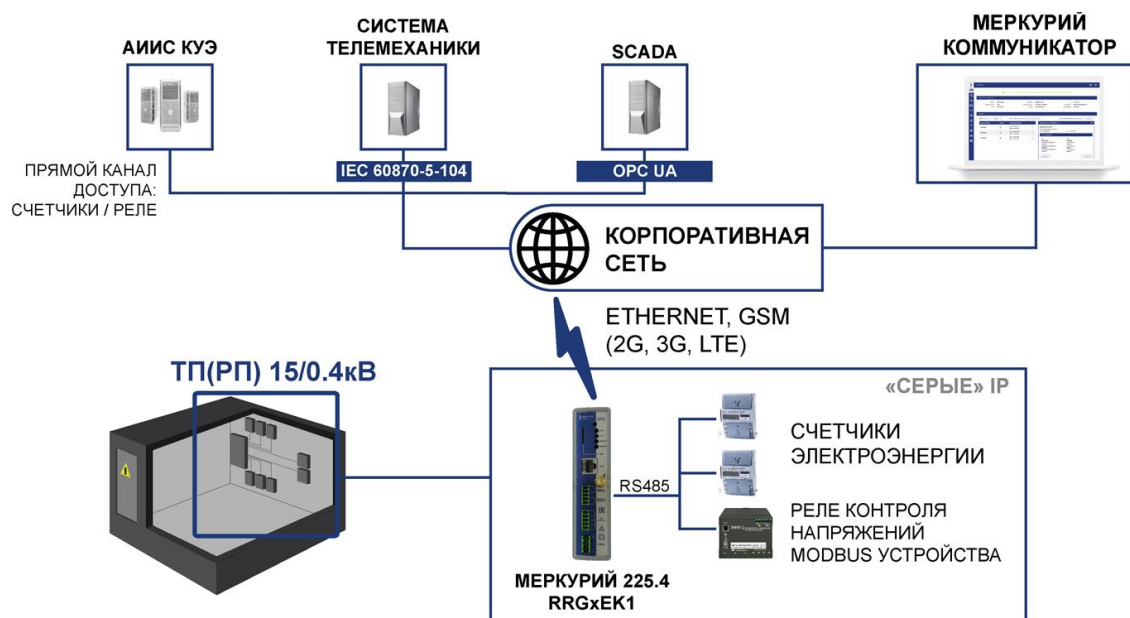 АИИС КУЭ
СИСТЕМА
ТЕЛЕМЕХАНИКИ
SCADA
МЕРКУРИЙ
КОММУНИКАТОР
ПРЯМОЙ КАНАЛ
ДОСТУПА:
СЧЕТЧИКИ / РЕЛЕ
IEC 60870-5-104
OPC UA
КОРПОРАТИВНАЯ
СЕТЬ
ETHERNET, GSM
(2G, 3G, LTE)
ТП(РП) 15/0.4кВ
«СЕРЫЕ» IP
RS485
СЧЕТЧИКИ
ЭЛЕКТРОЭНЕРГИИ
РЕЛЕ КОНТРОЛЯ
НАПРЯЖЕНИЙ
MODBUS УСТРОЙСТВА
МЕРКУРИЙ 225.4
RRGxEK1